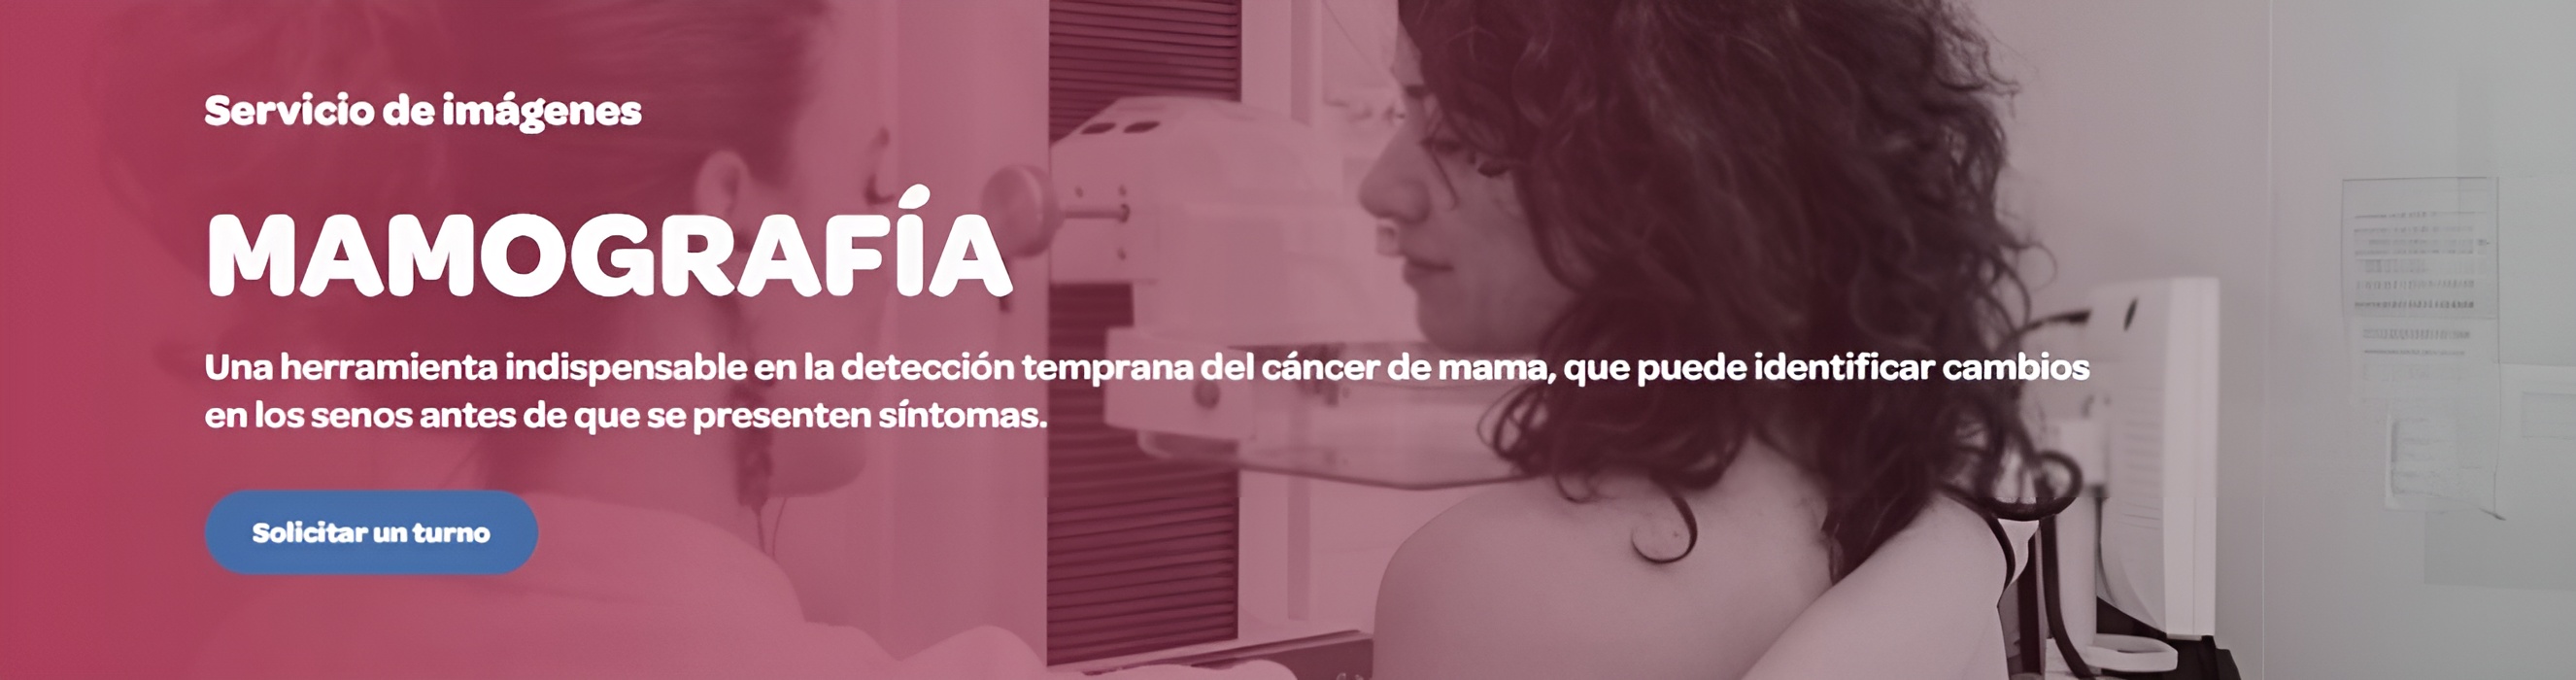 Servicio de imágenes
MAMOGRAFÍA
Una herramienta indispensable en la detección temprana del cáncer de mama, que puede identificar cambios
en los senos antes de que se presenten síntomas.
Solicitar un turno